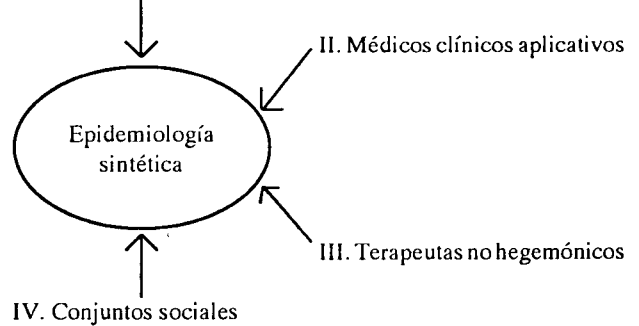 II. Médicos clínicos aplicativos
Epidemiología
sintética
III. Terapeutas no hegemónicos
IV. Conjuntos sociales